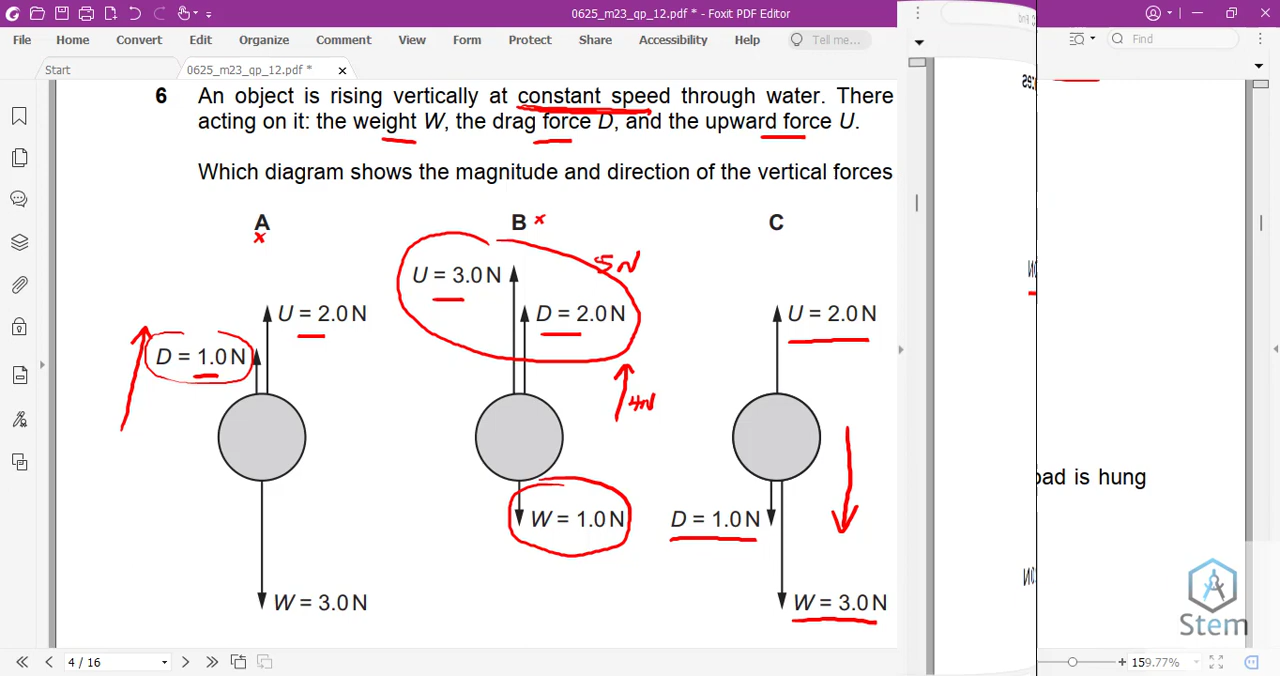 0625_m23_qp_12.pdf * - Foxit PDF Editor
File Home Convert Edit Organize Comment View Form Protect Share Accessibility Help Tell me... Find
Start 0625_m23_qp_12.pdf *
6 An object is rising vertically at constant speed through water. There
acting on it: the weight W, the drag force D, and the upward force U.
Which diagram shows the magnitude and direction of the vertical forces
A B × C
×
5N
U = 3.0 N
U = 2.0 N D = 2.0 N U = 2.0 N
D = 1.0 N
4N
oad is hung
W = 1.0 N D = 1.0 N
W = 3.0 N W = 3.0 N
Stem
4 / 16 159.77%